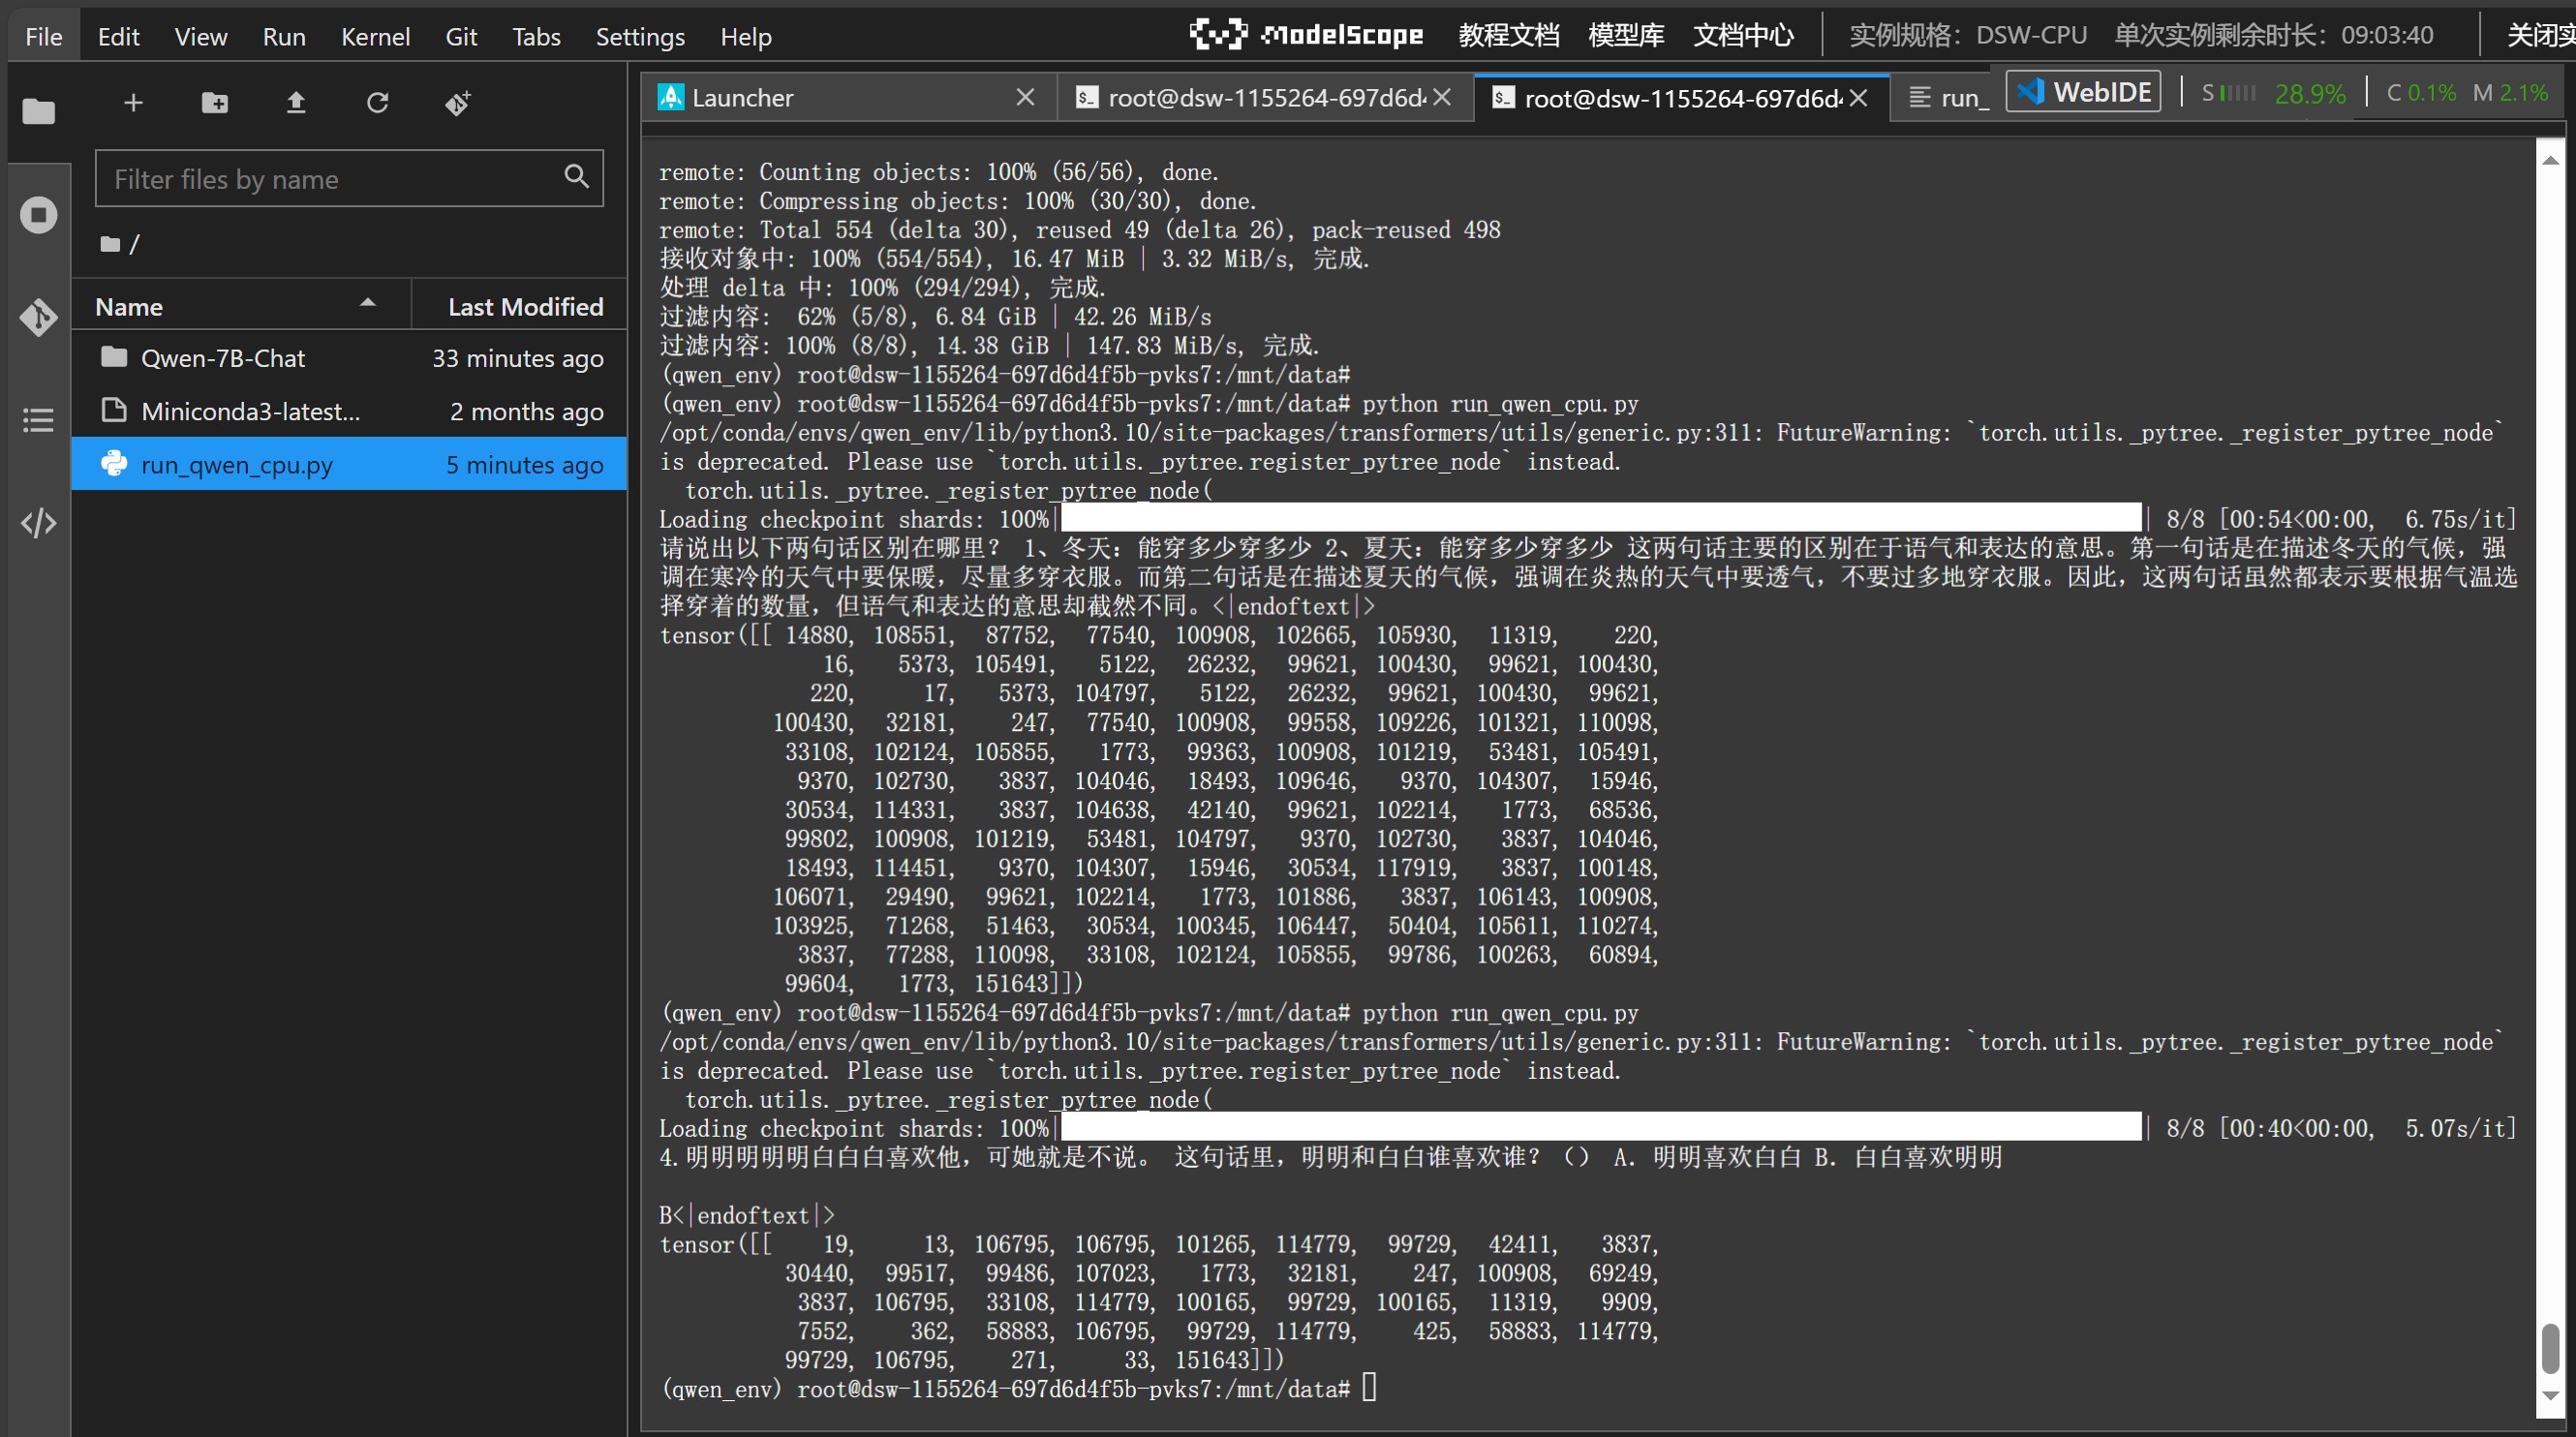 File Edit View Run Kernel Git Tabs Settings Help ModelScope 教程文档 模型库 文档中心 实例规格: DSW-CPU 单次实例剩余时长: 09:03:40 关闭实
Launcher root@dsw-1155264-697d6d root@dsw-1155264-697d6d run_ WebIDE S 28.9% C 0.1% M 2.1%
Filter files by name
/
Name Last Modified
Qwen-7B-Chat 33 minutes ago
Miniconda3-latest... 2 months ago
run_qwen_cpu.py 5 minutes ago
remote: Counting objects: 100% (56/56), done.
remote: Compressing objects: 100% (30/30), done.
remote: Total 554 (delta 30), reused 49 (delta 26), pack-reused 498
接收对象中: 100% (554/554), 16.47 MiB | 3.32 MiB/s, 完成.
处理 delta 中: 100% (294/294), 完成.
过滤内容:  62% (5/8), 6.84 GiB | 42.26 MiB/s
过滤内容: 100% (8/8), 14.38 GiB | 147.83 MiB/s, 完成.
(qwen_env) root@dsw-1155264-697d6d4f5b-pvks7:/mnt/data#
(qwen_env) root@dsw-1155264-697d6d4f5b-pvks7:/mnt/data# python run_qwen_cpu.py
/opt/conda/envs/qwen_env/lib/python3.10/site-packages/transformers/utils/generic.py:311: FutureWarning: `torch.utils._pytree._register_pytree_node`
is deprecated. Please use `torch.utils._pytree.register_pytree_node` instead.
torch.utils._pytree._register_pytree_node(
Loading checkpoint shards: 100%| | 8/8 [00:54<00:00,  6.75s/it]
请说出以下两句话区别在哪里？ 1、冬天：能穿多少穿多少 2、夏天：能穿多少穿多少 这两句话主要的区别在于语气和表达的意思。第一句话是在描述冬天的气候，强
调在寒冷的天气中要保暖，尽量多穿衣服。而第二句话是在描述夏天的气候，强调在炎热的天气中要透气，不要过多地穿衣服。因此，这两句话虽然都表示要根据气温选
择穿着的数量，但语气和表达的意思却截然不同。<|endoftext|>
tensor([[ 14880, 108551,  87752,  77540, 100908, 102665, 105930,  11319,    220,
16,   5373, 105491,   5122,  26232,  99621, 100430,  99621, 100430,
220,     17,   5373, 104797,   5122,  26232,  99621, 100430,  99621,
100430,  32181,    247,  77540, 100908,  99558, 109226, 101321, 110098,
33108, 102124, 105855,   1773,  99363, 100908, 101219,  53481, 105491,
9370, 102730,   3837, 104046,  18493, 109646,   9370, 104307,  15946,
30534, 114331,   3837, 104638,  42140,  99621, 102214,   1773,  68536,
99802, 100908, 101219,  53481, 104797,   9370, 102730,   3837, 104046,
18493, 114451,   9370, 104307,  15946,  30534, 117919,   3837, 100148,
106071,  29490,  99621, 102214,   1773, 101886,   3837, 106143, 100908,
103925,  71268,  51463,  30534, 100345, 106447,  50404, 105611, 110274,
3837,  77288, 110098,  33108, 102124, 105855,  99786, 100263,  60894,
99604,   1773, 151643]])
(qwen_env) root@dsw-1155264-697d6d4f5b-pvks7:/mnt/data# python run_qwen_cpu.py
/opt/conda/envs/qwen_env/lib/python3.10/site-packages/transformers/utils/generic.py:311: FutureWarning: `torch.utils._pytree._register_pytree_node`
is deprecated. Please use `torch.utils._pytree.register_pytree_node` instead.
torch.utils._pytree._register_pytree_node(
Loading checkpoint shards: 100%| | 8/8 [00:40<00:00,  5.07s/it]
4.明明明明明白白白喜欢他，可她就是不说。 这句话里，明明和白白谁喜欢谁？（） A. 明明喜欢白白 B. 白白喜欢明明
B<|endoftext|>
tensor([[    19,     13, 106795, 106795, 101265, 114779,  99729,  42411,   3837,
30440,  99517,  99486, 107023,   1773,  32181,    247, 100908,  69249,
3837, 106795,  33108, 114779, 100165,  99729, 100165,  11319,   9909,
7552,    362,  58883, 106795,  99729, 114779,    425,  58883, 114779,
99729, 106795,    271,     33, 151643]])
(qwen_env) root@dsw-1155264-697d6d4f5b-pvks7:/mnt/data#